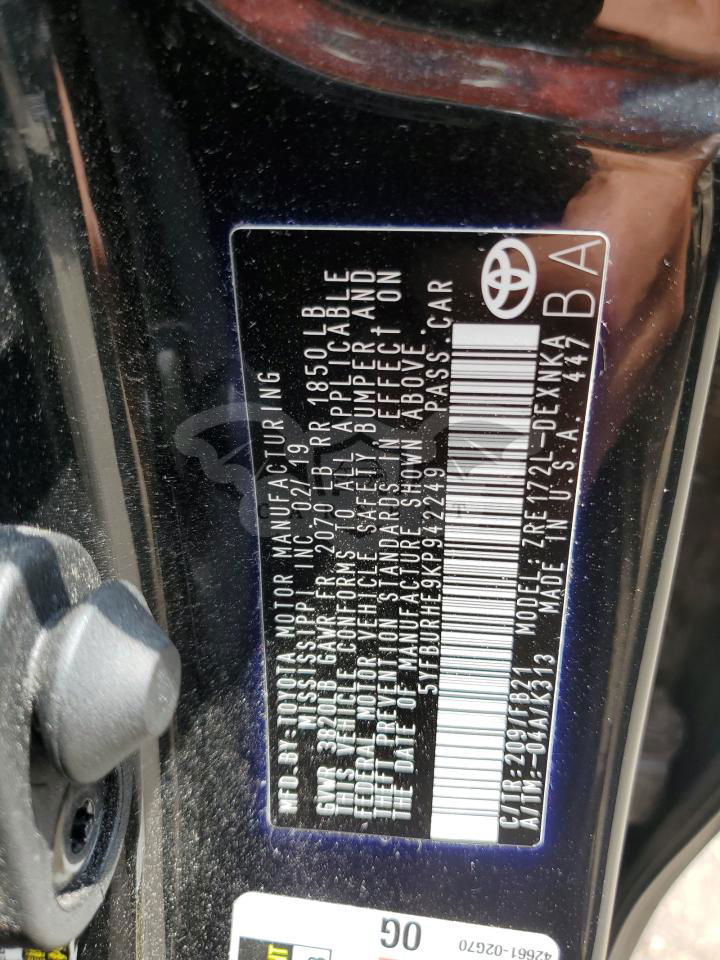 MFD.BY:TOYOTA MOTOR MANUFACTURING
MISSISSIPPI INC 02/19
GVWR 3820LB GAWR FR 2070 LB RR 1850LB
THIS VEHICLE CONFORMS TO ALL APPLICABLE
FEDERAL MOTOR VEHICLE SAFETY BUMPER AND
THEFT PREVENTION STANDARDS IN EFFECT ON
THE DATE OF MANUFACTURE SHOWN ABOVE
5YFBURHE9KP942249 PASS.CAR
C/TR:209/FB21 MODEL:ZRE172L-DEXNKA
A/TM:-04A/K313 MADE IN U.S.A. 447
BA
0G
42661-02G70